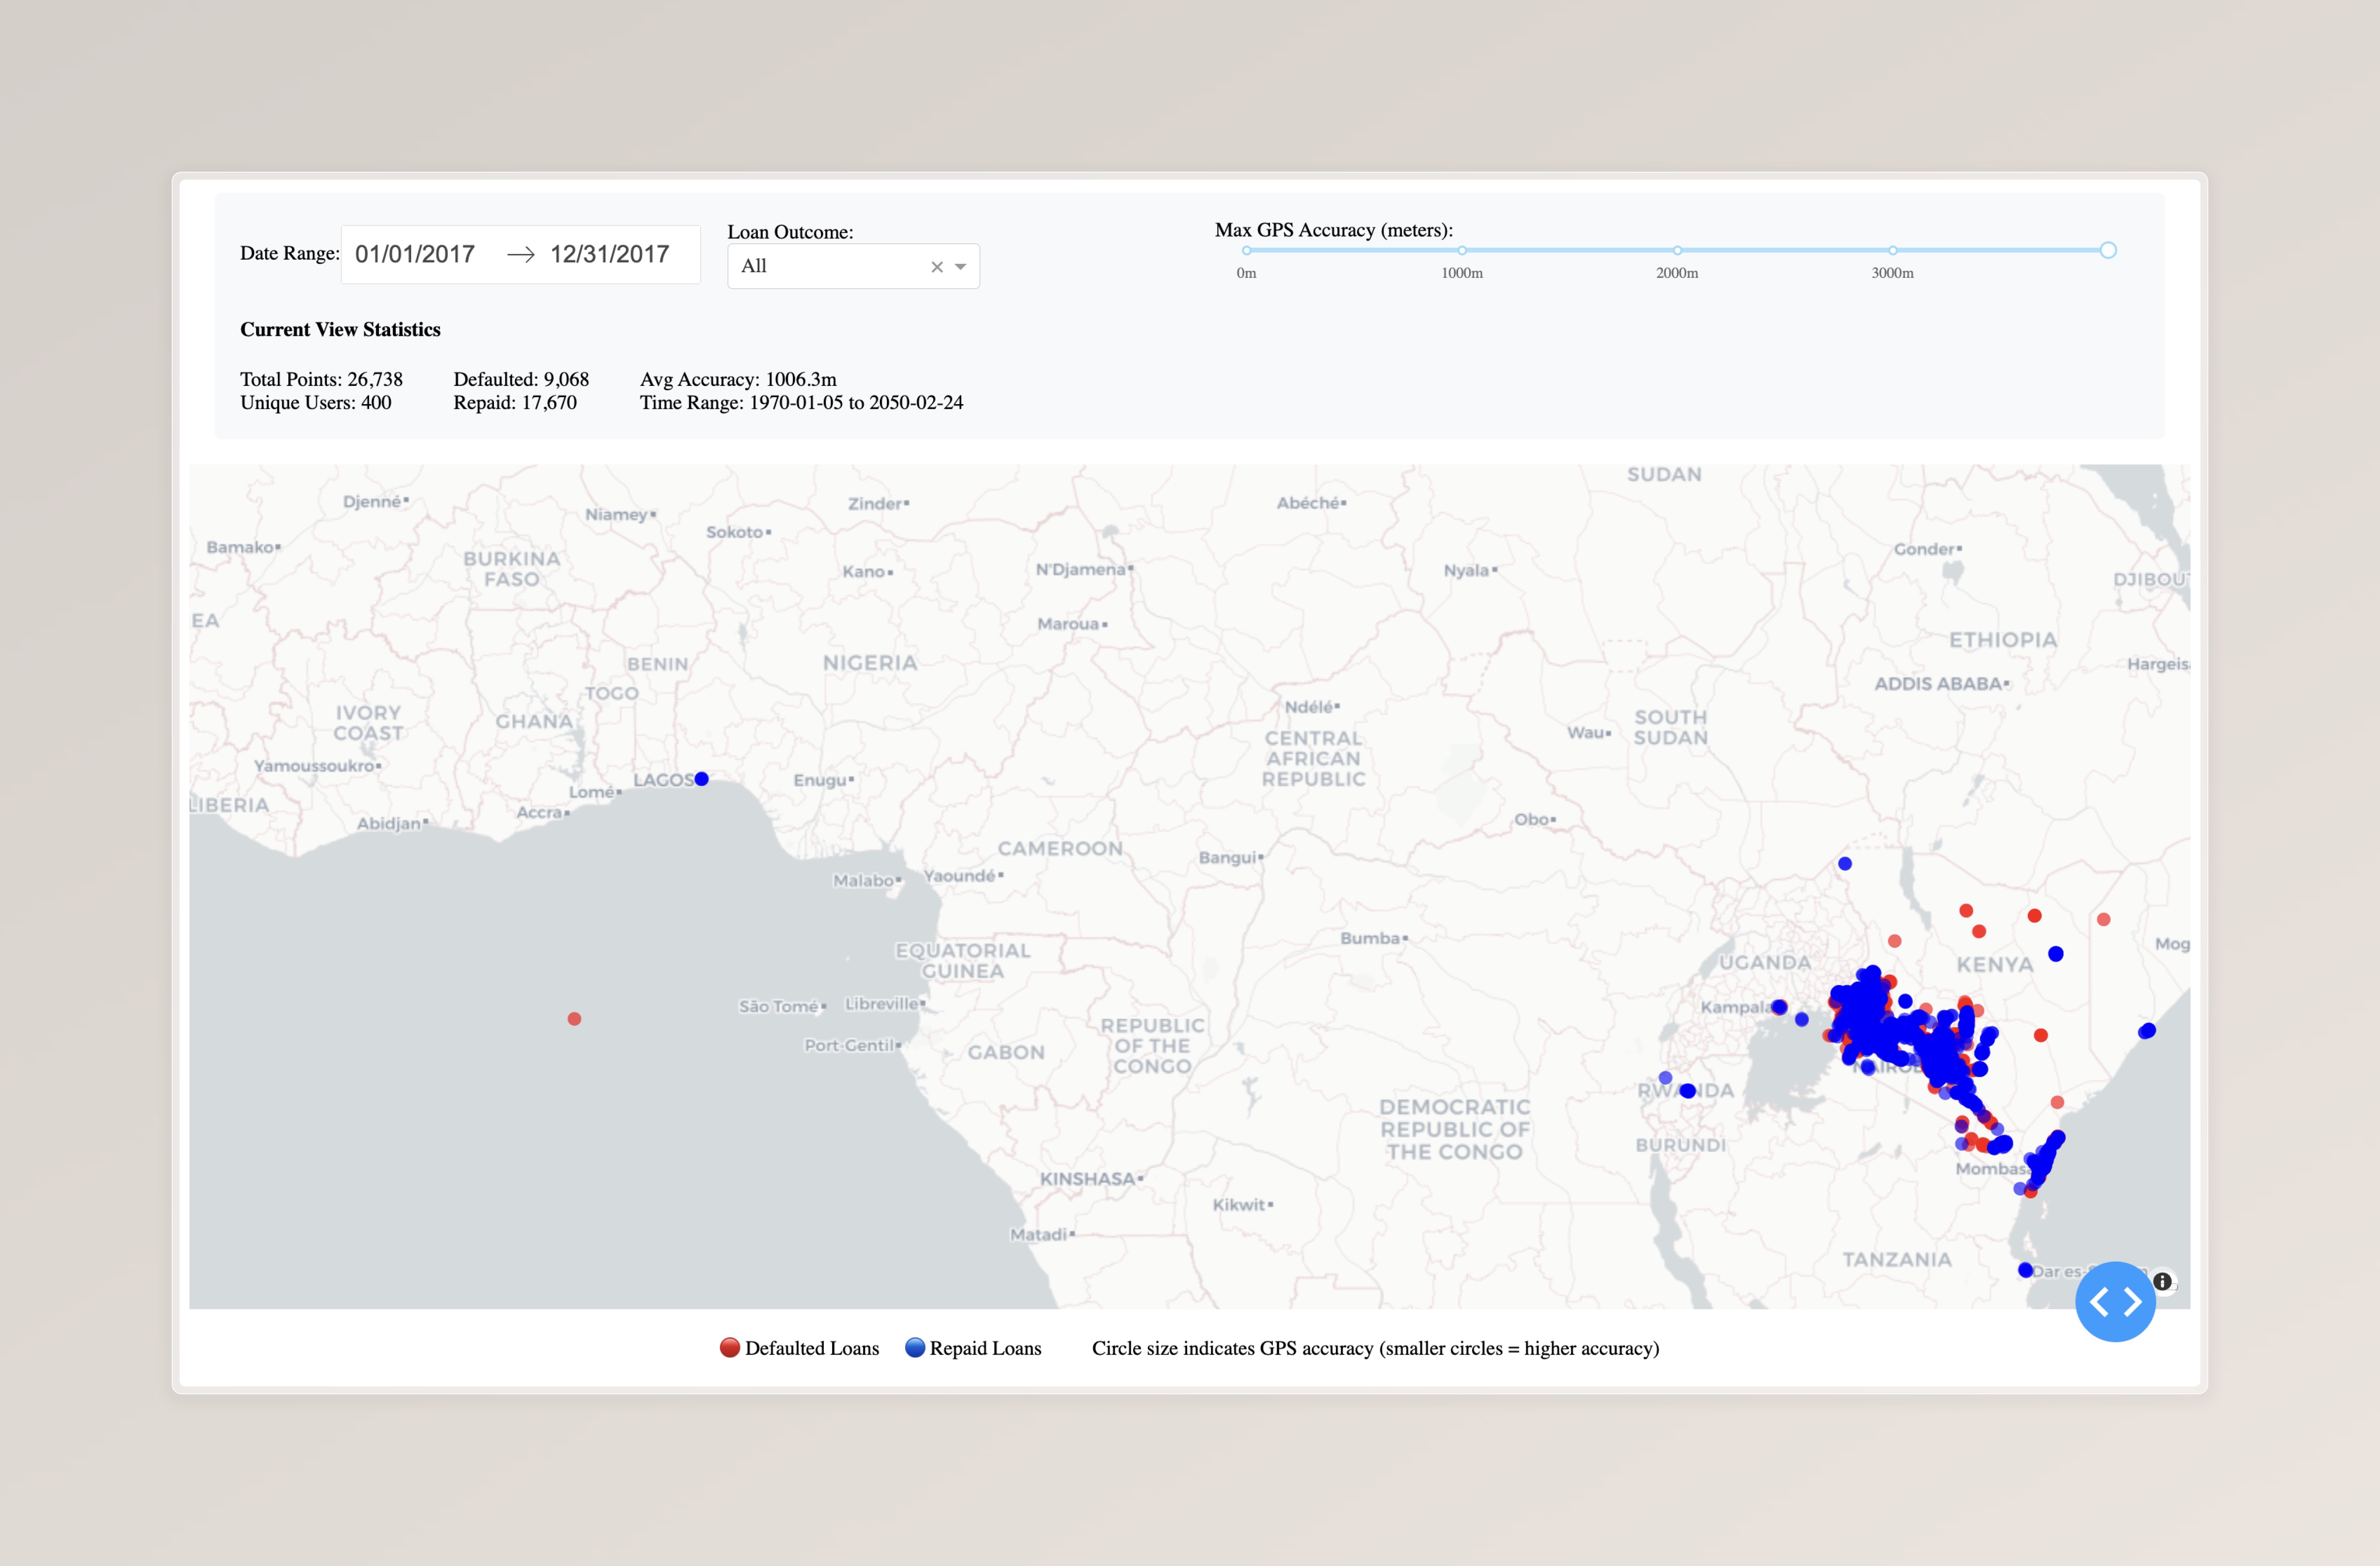 Date Range: 01/01/2017 → 12/31/2017
Loan Outcome:
All
Max GPS Accuracy (meters):
0m 1000m 2000m 3000m
Current View Statistics
Total Points: 26,738 Defaulted: 9,068 Avg Accuracy: 1006.3m
Unique Users: 400 Repaid: 17,670 Time Range: 1970-01-05 to 2050-02-24
SUDAN
Djenné
Niamey
Zinder
Abéché
Sokoto
Bamako
BURKINA
FASO
Kano
N'Djamena
Nyala
Gonder
DJIBOUT
EA
Maroua
BENIN
NIGERIA
ETHIOPIA
Hargeis
TOGO
ADDIS ABABA
IVORY
COAST
GHANA
Ndélé
SOUTH
SUDAN
Wau
CENTRAL
AFRICAN
REPUBLIC
Yamoussoukro
LAGOS
Enugu
Lomé
LIBERIA
Accra
Abidjan
Obo
CAMEROON
Bangui
Malabo
Yaoundé
Bumba
Mog
EQUATORIAL
GUINEA
UGANDA
KENYA
São Tomé
Libreville
Kampala
REPUBLIC
OF THE
CONGO
Port-Gentil
GABON
NAIROB
RWANDA
DEMOCRATIC
REPUBLIC OF
THE CONGO
BURUNDI
Mombasa
KINSHASA
Kikwit
Matadi
TANZANIA
Dar es-S
Defaulted Loans Repaid Loans Circle size indicates GPS accuracy (smaller circles = higher accuracy)